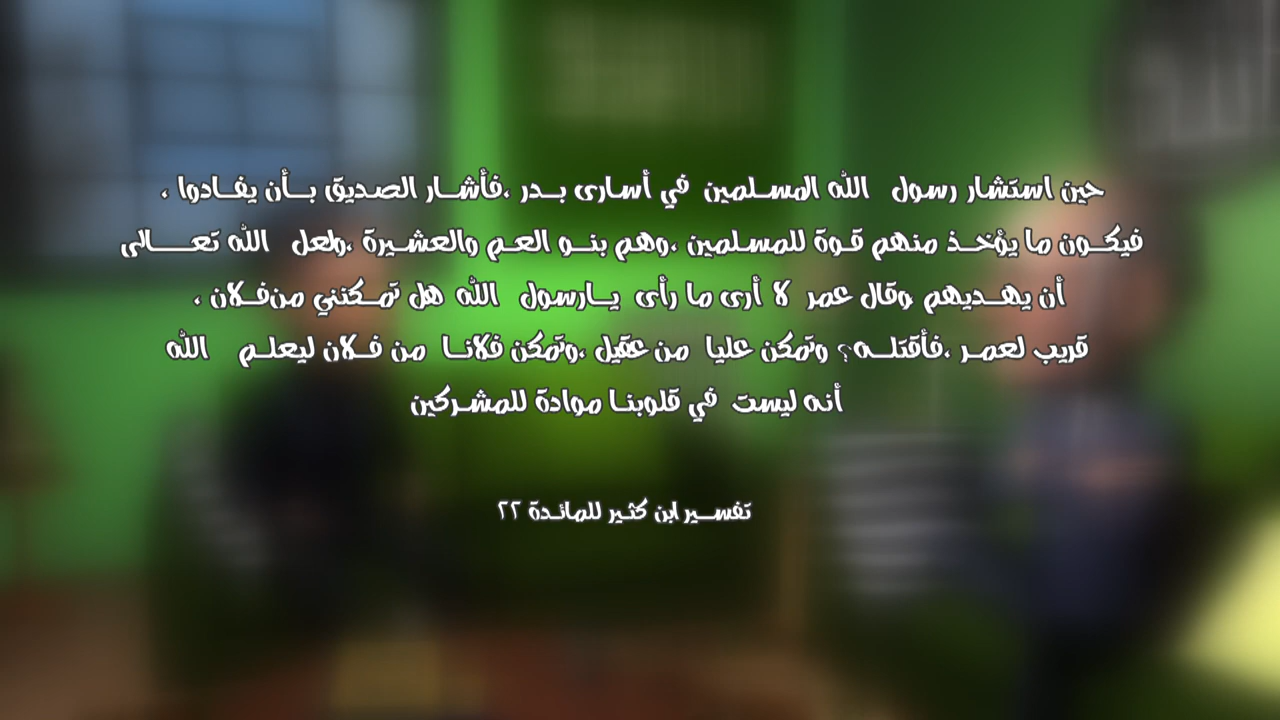 حين استشار رسول الله المسلمين في أسارى بدر ،فأشار الصديق بأن يفادوا ،
فيكون ما يؤخذ منهم قوة للمسلمين ،وهم بنو العم والعشيرة ،ولعل الله تعالى
أن يهديهم وقال عمر لا أرى ما رأى يارسول الله هل تمكنني من فلان ،
قريب لعمر ،فأقتله؟ وتمكن عليا من عقيل ،وتمكن فلانا من فلان ليعلم الله
أنه ليست في قلوبنا موادة للمشركين
تفسير ابن كثير للمائدة ٢٢